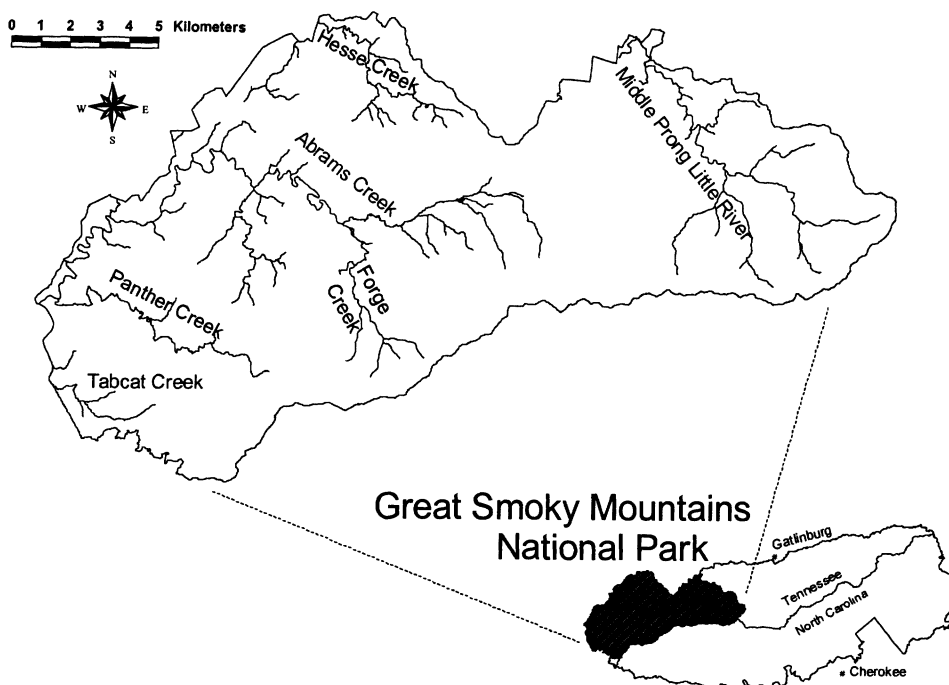 0 1 2 3 4 5 Kilometers
N
W E
S
Hesse Creek
Middle Prong Little River
Abrams Creek
Forge
Creek
Panther Creek
Tabcat Creek
Great Smoky Mountains
National Park
Gatlinburg
Tennessee
North Carolina
Cherokee